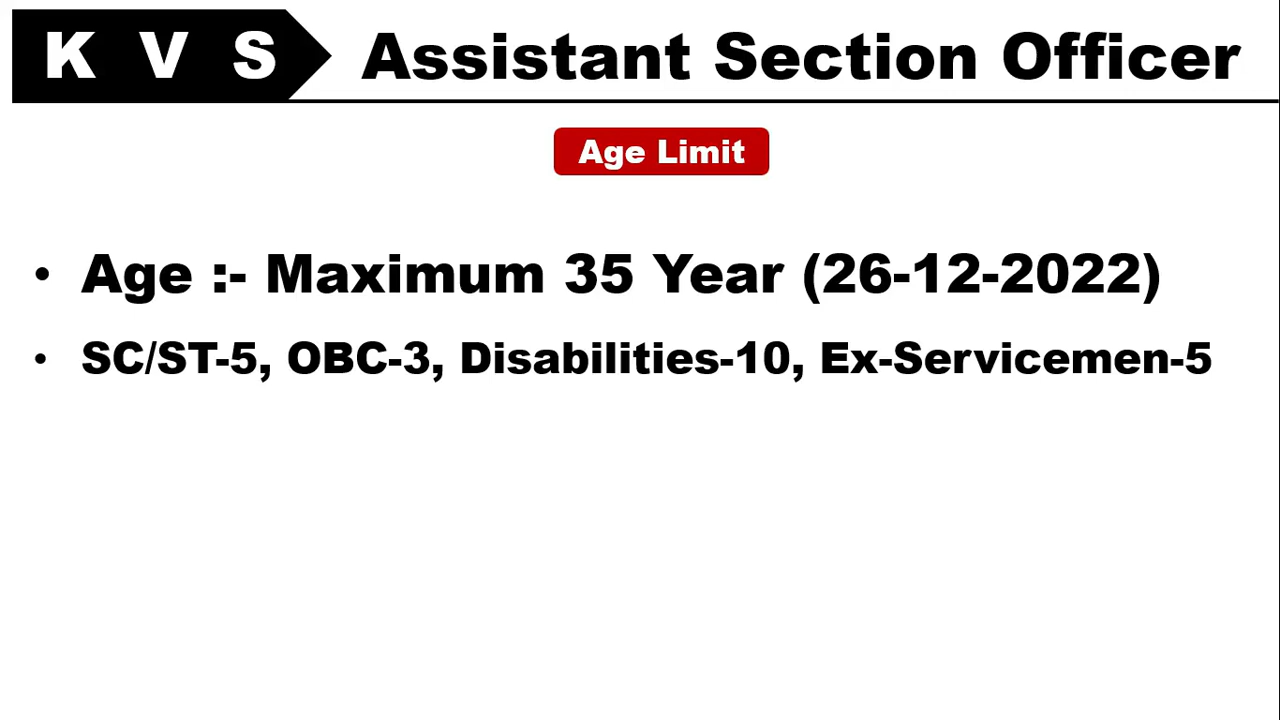 K V S Assistant Section Officer
Age Limit
• Age :- Maximum 35 Year (26-12-2022)
• SC/ST-5, OBC-3, Disabilities-10, Ex-Servicemen-5